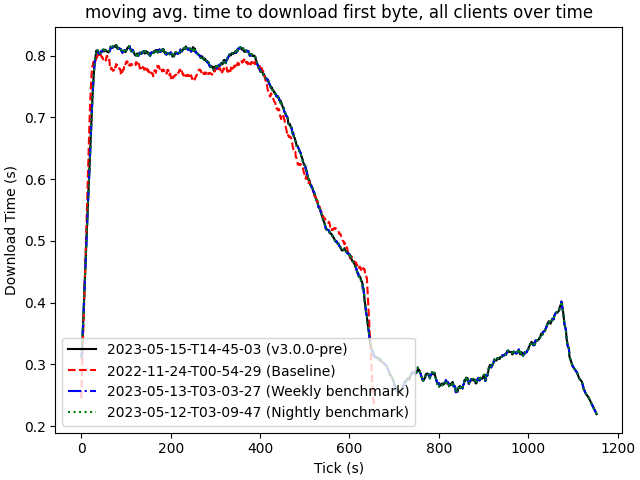 moving avg. time to download first byte, all clients over time
Download Time (s)
0.8
0.7
0.6
0.5
0.4
0.3
0.2
2023-05-15-T14-45-03 (v3.0.0-pre)
2022-11-24-T00-54-29 (Baseline)
2023-05-13-T03-03-27 (Weekly benchmark)
2023-05-12-T03-09-47 (Nightly benchmark)
0 200 400 600 800 1000 1200
Tick (s)